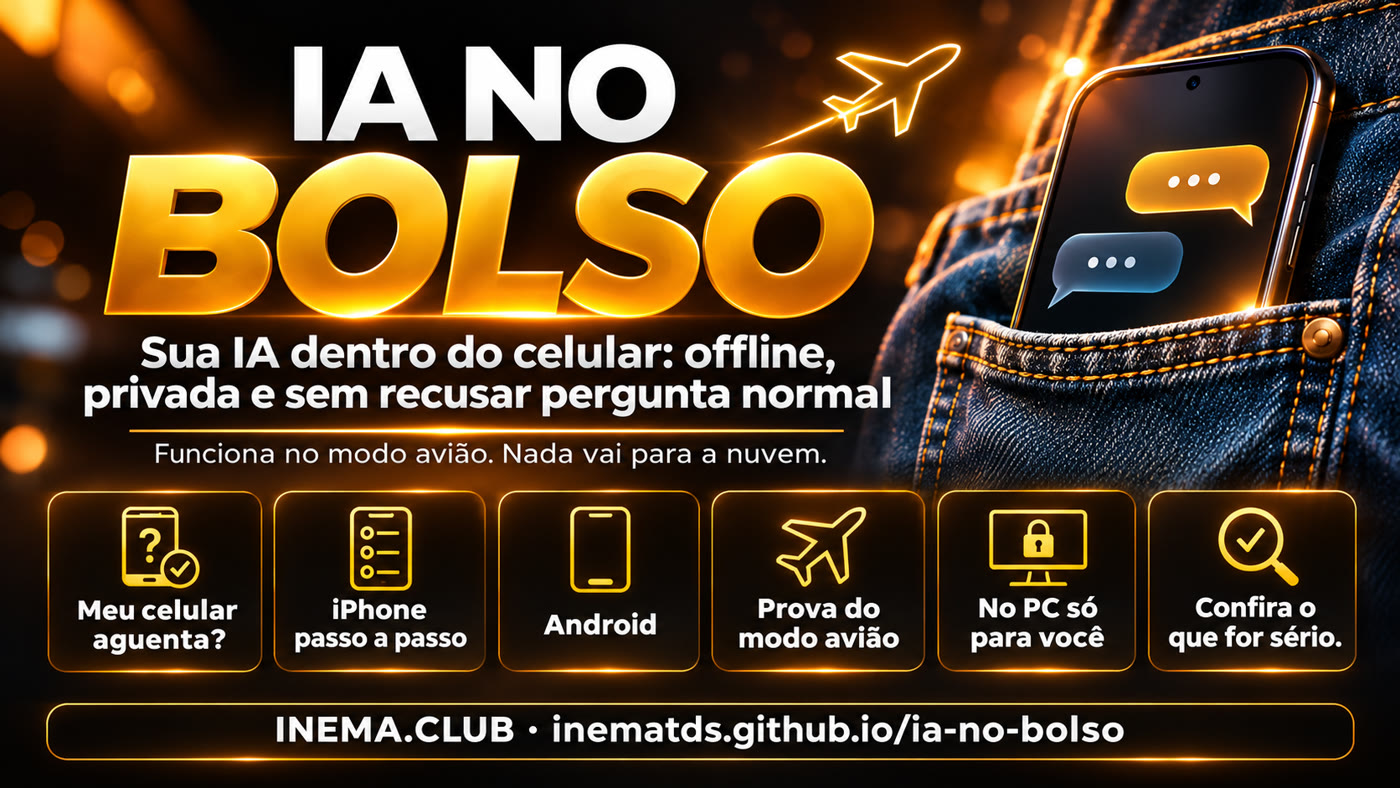 IA NO
BOLSO
Sua IA dentro do celular: offline,
privada e sem recusar pergunta normal
Funciona no modo avião. Nada vai para a nuvem.
?
Meu celular
aguenta?
iPhone
passo a passo
Android
Prova do
modo avião
No PC só
para você
Confira o
que for sério.
INEMA.CLUB · inematds.github.io/ia-no-bolso